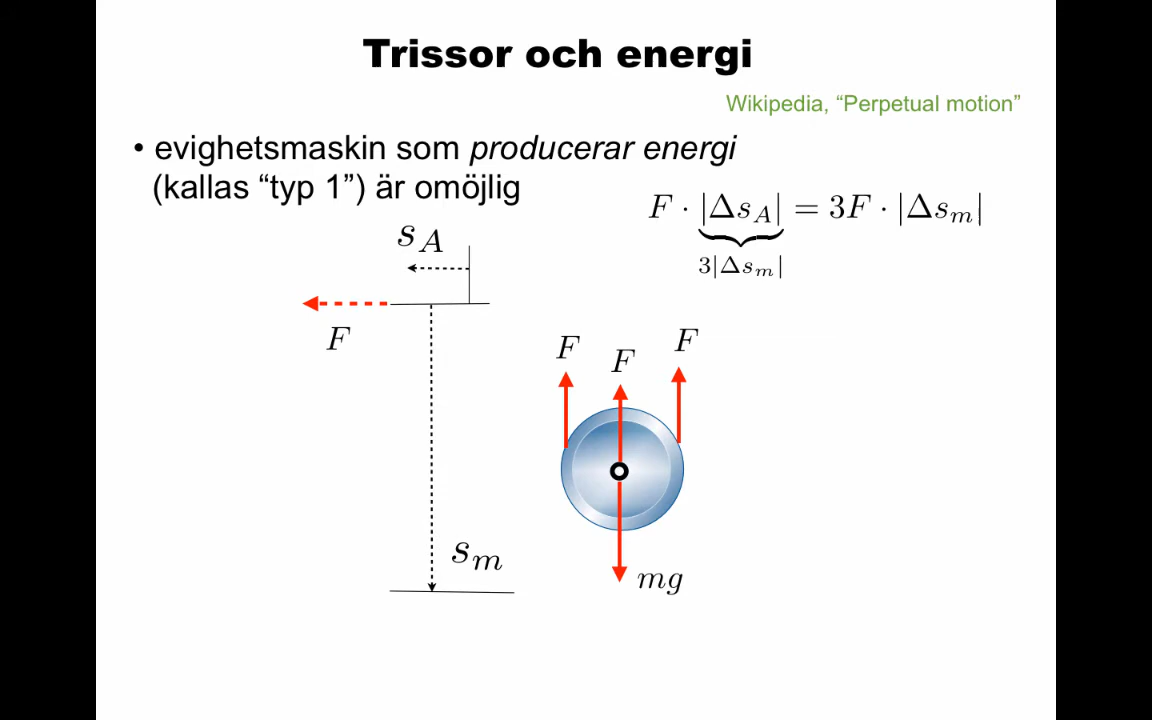 Trissor och energi
Wikipedia, “Perpetual motion”
• evighetsmaskin som producerar energi
(kallas “typ 1”) är omöjlig
F · |Δs_A| = 3F · |Δs_m|
3|Δs_m|
s_A
F
F
F
F
s_m
mg